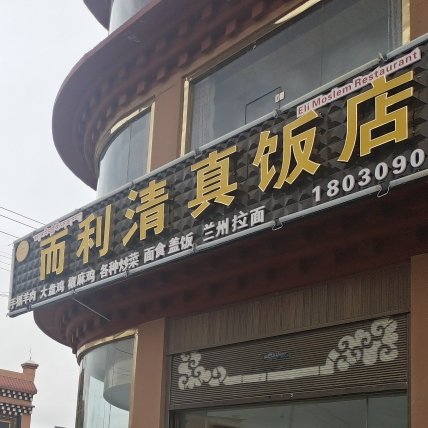 Eli Moslem Restaurant
而利清真饭店
手抓羊肉 大盘鸡 椒麻鸡 各种炒菜 面食 盖饭 兰州拉面
1803090